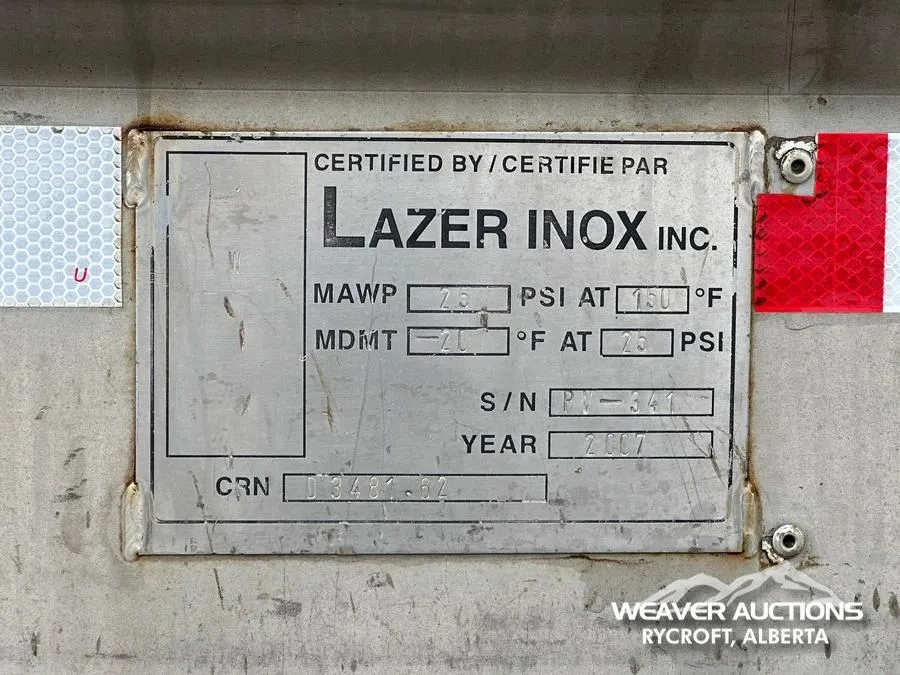 U
W
CERTIFIED BY / CERTIFIE PAR
LAZER INOX INC.
MAWP 25 PSI AT 150 °F
MDMT -20 °F AT 25 PSI
S/N PV-341
YEAR 2007
CRN D3481.62
WEAVER AUCTIONS
RYCROFT, ALBERTA